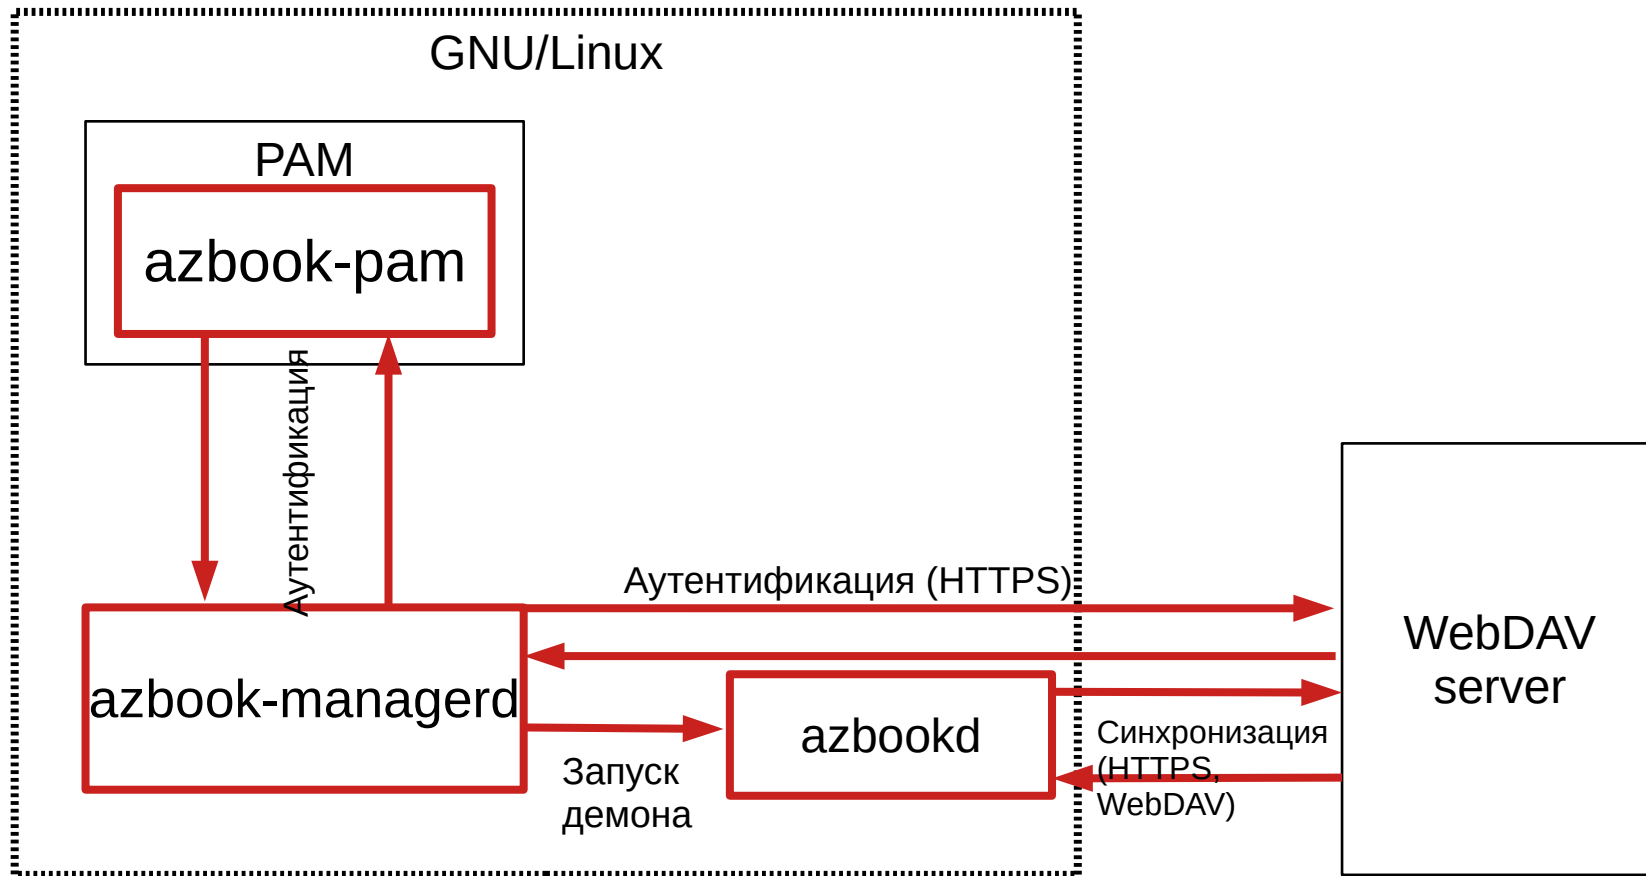 GNU/Linux
PAM
azbook-pam
Аутентификация
Аутентификация (HTTPS)
azbook-managerd
Запуск
демона
azbookd
Синхронизация
(HTTPS,
WebDAV)
WebDAV
server